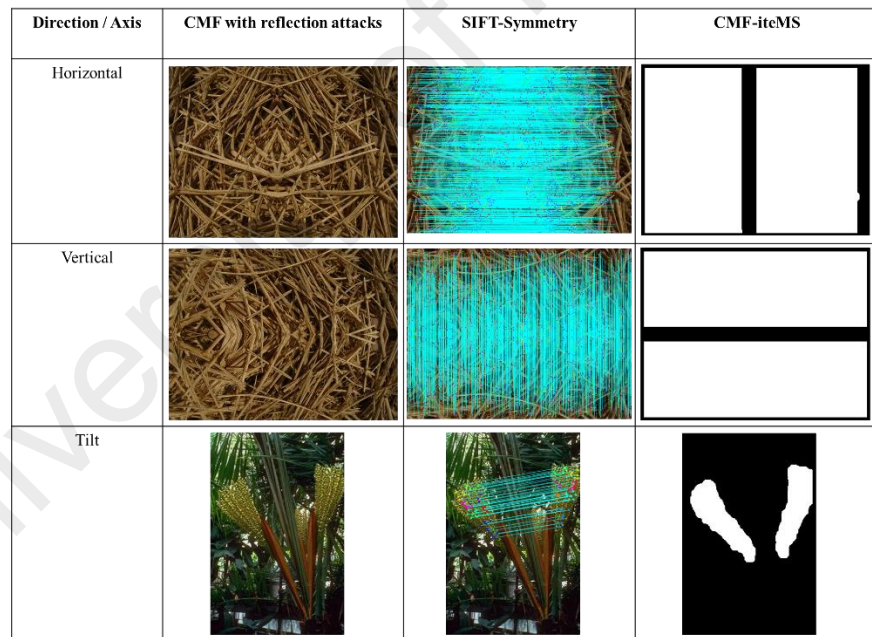 Direction / Axis
CMF with reflection attacks
SIFT-Symmetry
CMF-iteMS
Horizontal
Vertical
Tilt